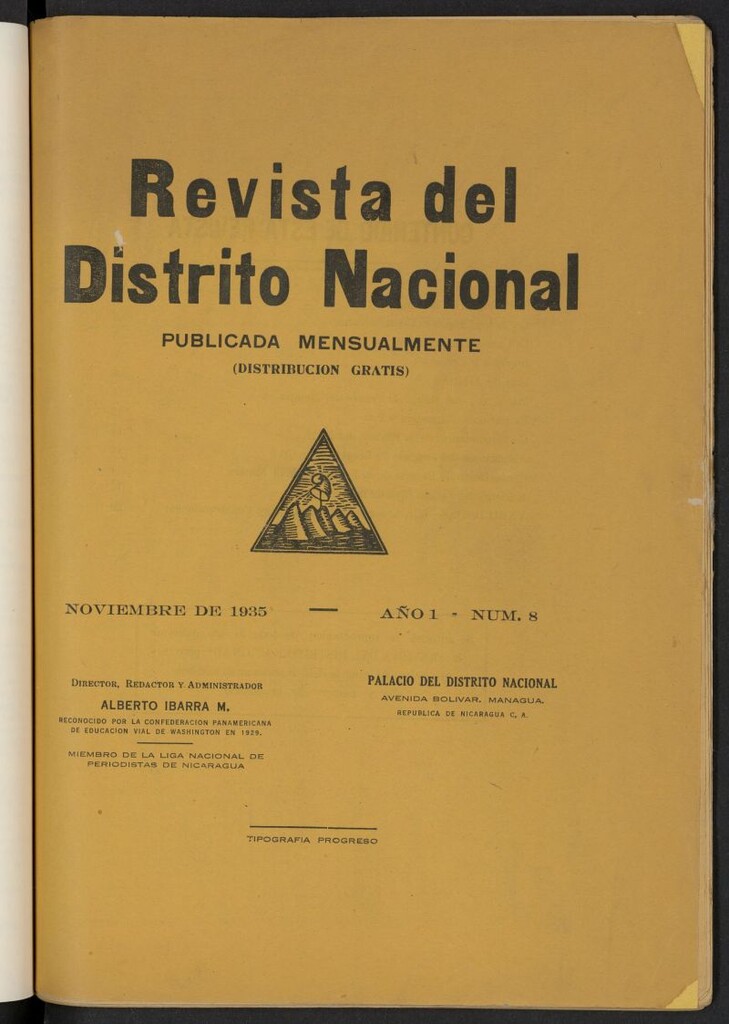 Revista del
Distrito Nacional
PUBLICADA MENSUALMENTE
(DISTRIBUCION GRATIS)
NOVIEMBRE DE 1935 — AÑO 1 - NUM. 8
DIRECTOR, REDACTOR Y ADMINISTRADOR
ALBERTO IBARRA M.
RECONOCIDO POR LA CONFEDERACION PANAMERICANA
DE EDUCACION VIAL DE WASHINGTON EN 1929.
MIEMBRO DE LA LIGA NACIONAL DE
PERIODISTAS DE NICARAGUA
PALACIO DEL DISTRITO NACIONAL
AVENIDA BOLIVAR. MANAGUA.
REPUBLICA DE NICARAGUA C. A.
TIPOGRAFIA PROGRESO